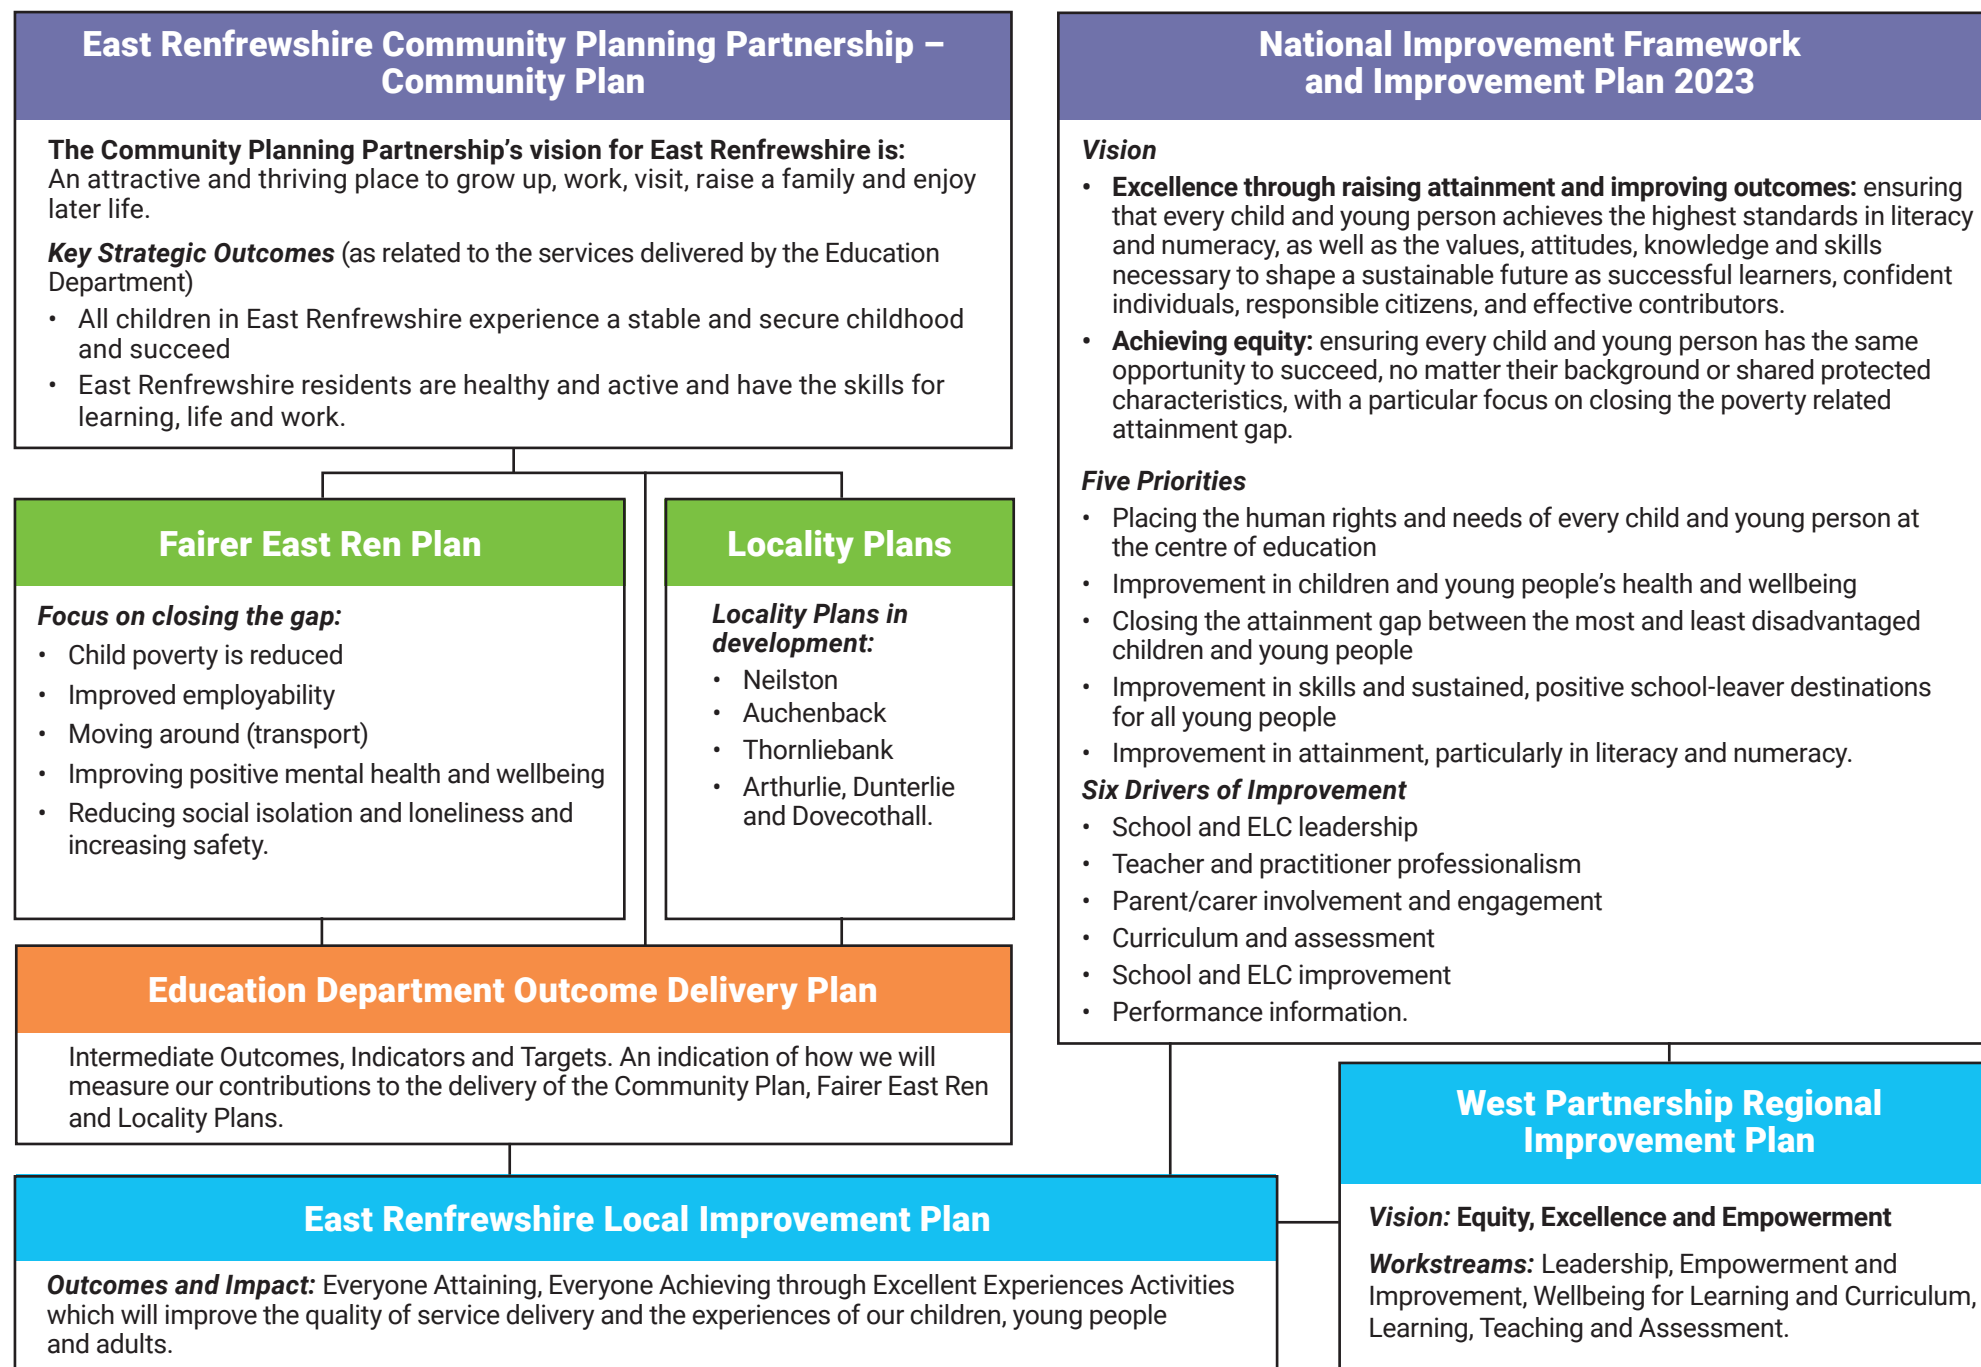 East Renfrewshire Community Planning Partnership –
Community Plan
The Community Planning Partnership's vision for East Renfrewshire is:
An attractive and thriving place to grow up, work, visit, raise a family and enjoy
later life.
Key Strategic Outcomes (as related to the services delivered by the Education
Department)
• All children in East Renfrewshire experience a stable and secure childhood
and succeed
• East Renfrewshire residents are healthy and active and have the skills for
learning, life and work.
Fairer East Ren Plan
Focus on closing the gap:
• Child poverty is reduced
• Improved employability
• Moving around (transport)
• Improving positive mental health and wellbeing
• Reducing social isolation and loneliness and
increasing safety.
Locality Plans
Locality Plans in
development:
• Neilston
• Auchenback
• Thornliebank
• Arthurlie, Dunterlie
and Dovecothall.
Education Department Outcome Delivery Plan
Intermediate Outcomes, Indicators and Targets. An indication of how we will
measure our contributions to the delivery of the Community Plan, Fairer East Ren
and Locality Plans.
East Renfrewshire Local Improvement Plan
Outcomes and Impact: Everyone Attaining, Everyone Achieving through Excellent Experiences Activities
which will improve the quality of service delivery and the experiences of our children, young people
and adults.
National Improvement Framework
and Improvement Plan 2023
Vision
• Excellence through raising attainment and improving outcomes: ensuring
that every child and young person achieves the highest standards in literacy
and numeracy, as well as the values, attitudes, knowledge and skills
necessary to shape a sustainable future as successful learners, confident
individuals, responsible citizens, and effective contributors.
• Achieving equity: ensuring every child and young person has the same
opportunity to succeed, no matter their background or shared protected
characteristics, with a particular focus on closing the poverty related
attainment gap.
Five Priorities
• Placing the human rights and needs of every child and young person at
the centre of education
• Improvement in children and young people's health and wellbeing
• Closing the attainment gap between the most and least disadvantaged
children and young people
• Improvement in skills and sustained, positive school-leaver destinations
for all young people
• Improvement in attainment, particularly in literacy and numeracy.
Six Drivers of Improvement
• School and ELC leadership
• Teacher and practitioner professionalism
• Parent/carer involvement and engagement
• Curriculum and assessment
• School and ELC improvement
• Performance information.
West Partnership Regional
Improvement Plan
Vision: Equity, Excellence and Empowerment
Workstreams: Leadership, Empowerment and
Improvement, Wellbeing for Learning and Curriculum,
Learning, Teaching and Assessment.